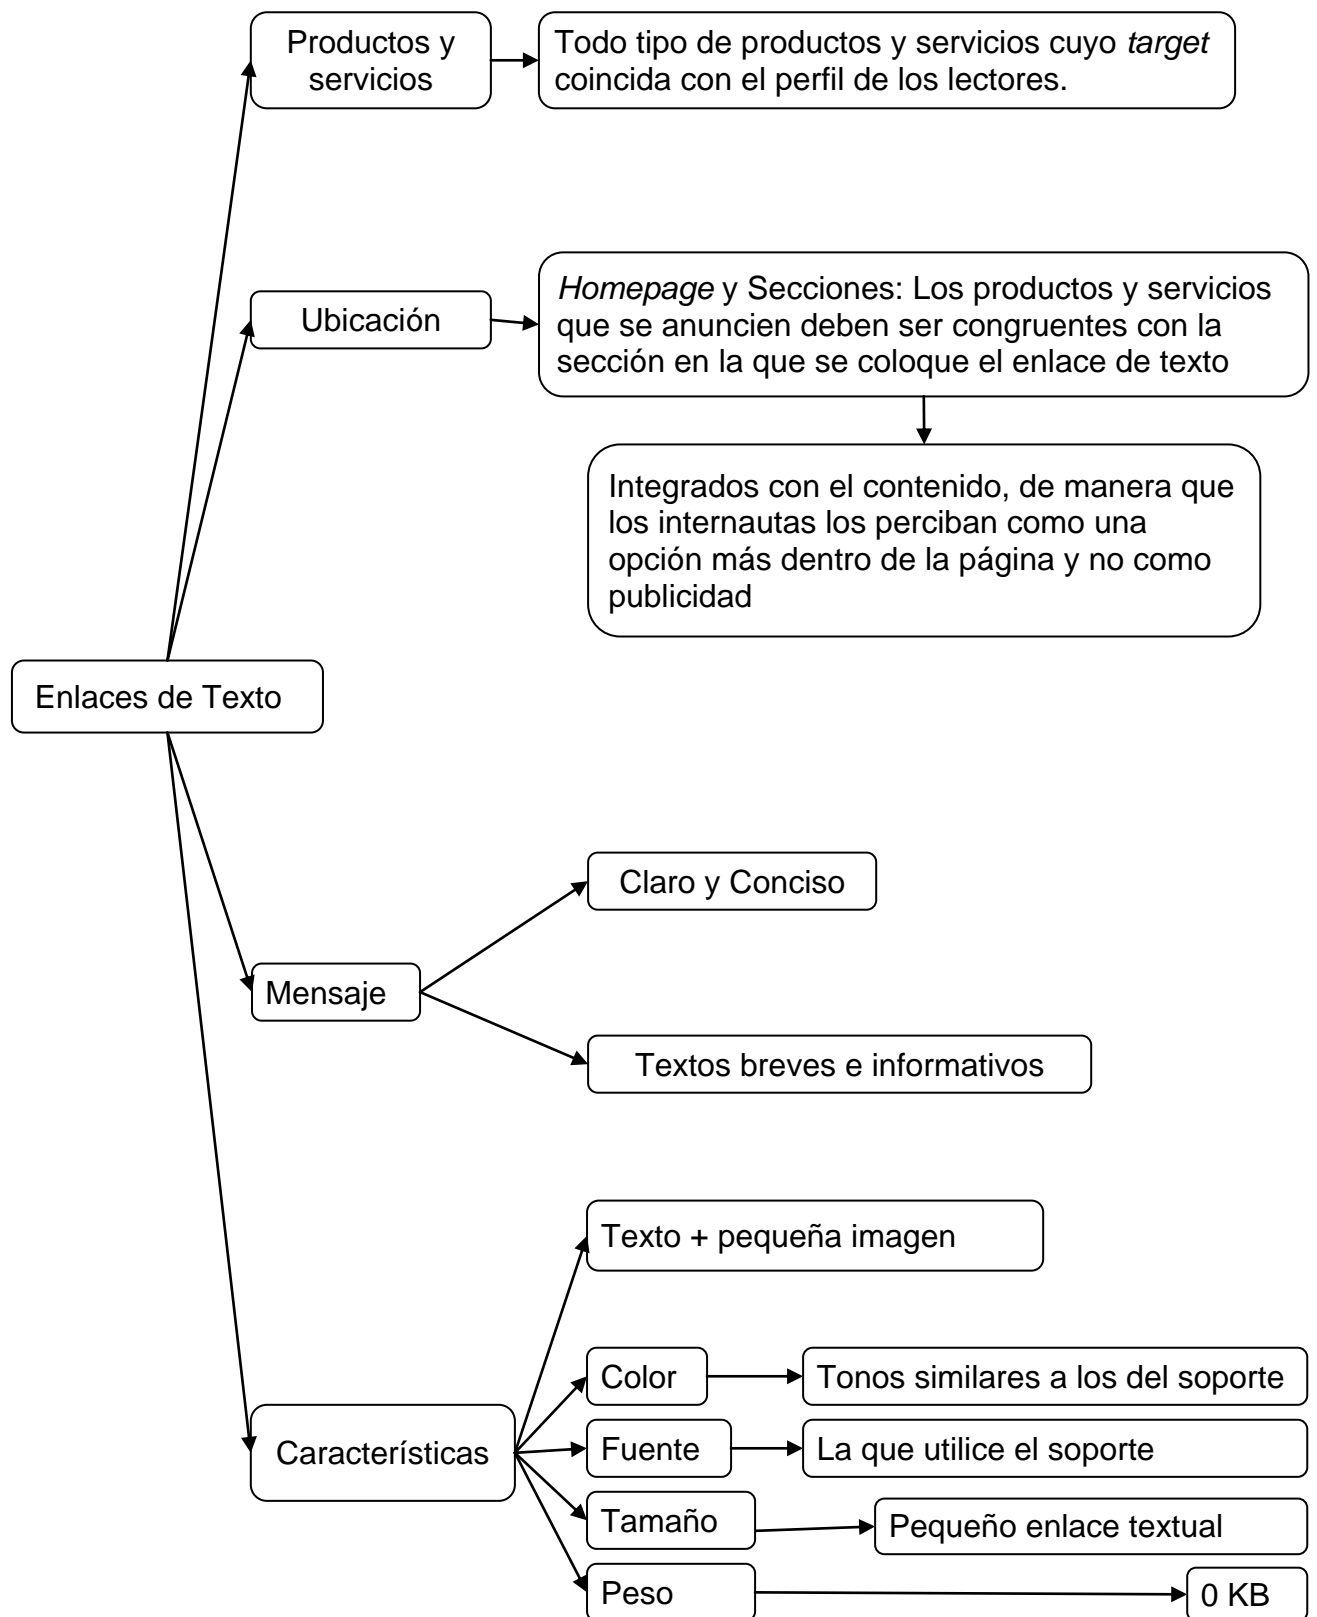 Productos y
servicios
Todo tipo de productos y servicios cuyo target
coincida con el perfil de los lectores.
Ubicación
Homepage y Secciones: Los productos y servicios
que se anuncien deben ser congruentes con la
sección en la que se coloque el enlace de texto
Integrados con el contenido, de manera que
los internautas los perciban como una
opción más dentro de la página y no como
publicidad
Enlaces de Texto
Claro y Conciso
Mensaje
Textos breves e informativos
Texto + pequeña imagen
Color
Tonos similares a los del soporte
Características
Fuente
La que utilice el soporte
Tamaño
Pequeño enlace textual
Peso
0 KB